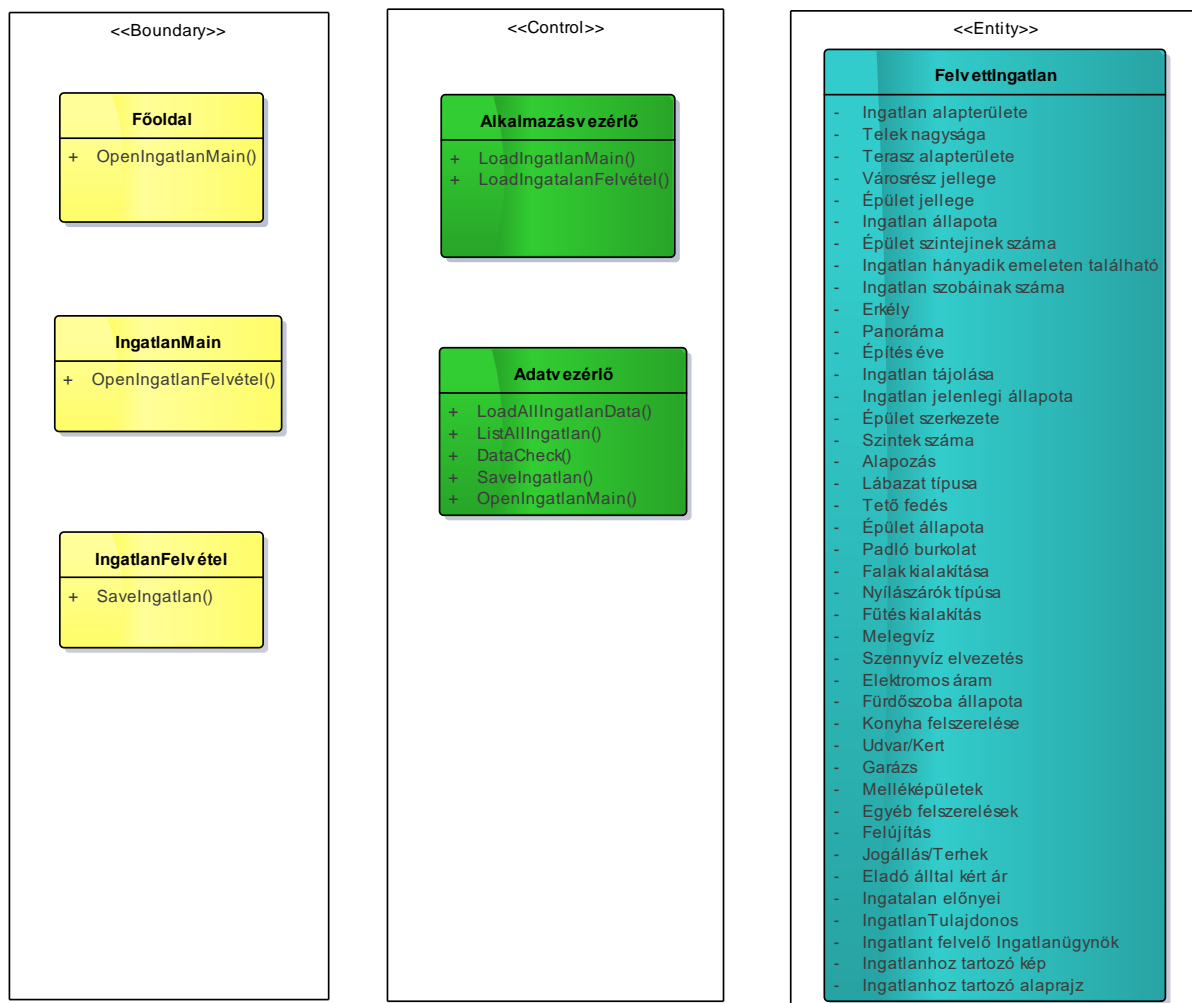 <<Boundary>>
Főoldal
+ OpenIngatlanMain()
IngatlanMain
+ OpenIngatlanFelvétel()
IngatlanFelvétel
+ SaveIngatlan()
<<Control>>
Alkalmazásvezérlő
+ LoadIngatlanMain()
+ LoadIngatalanFelvétel()
Adatvezérlő
+ LoadAllIngatlanData()
+ ListAllIngatlan()
+ DataCheck()
+ SaveIngatlan()
+ OpenIngatlanMain()
<<Entity>>
FelvettIngatlan
- Ingatlan alapterülete
- Telek nagysága
- Terasz alapterülete
- Városrész jellege
- Épület jellege
- Ingatlan állapota
- Épület szintejinek száma
- Ingatlan hányadik emeleten található
- Ingatlan szobáinak száma
- Erkély
- Panoráma
- Építés éve
- Ingatlan tájolása
- Ingatlan jelenlegi állapota
- Épület szerkezete
- Szintek száma
- Alapozás
- Lábazat típusa
- Tető fedés
- Épület állapota
- Padló burkolat
- Falak kialakítása
- Nyílászárók típúsa
- Fűtés kialakítás
- Melegvíz
- Szennyvíz elvezetés
- Elektromos áram
- Fürdőszoba állapota
- Konyha felszerelése
- Udvar/Kert
- Garázs
- Melléképületek
- Egyéb felszerelések
- Felújítás
- Jogállás/Terhek
- Eladó álltal kért ár
- Ingatalan előnyei
- IngatlanTulajdonos
- Ingatlant felvelő Ingatlanügynök
- Ingatlanhoz tartozó kép
- Ingatlanhoz tartozó alaprajz